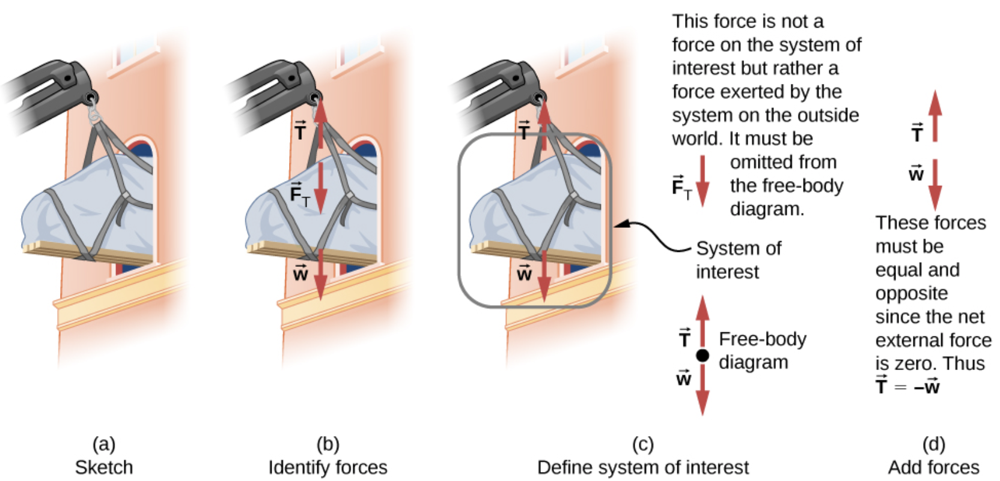 T⃗
F⃗T
w⃗
T⃗
w⃗
This force is not a
force on the system of
interest but rather a
force exerted by the
system on the outside
world. It must be
omitted from
the free-body
diagram.
F⃗T
System of
interest
T⃗
Free-body
diagram
w⃗
T⃗
w⃗
These forces
must be
equal and
opposite
since the net
external force
is zero. Thus
T⃗ = –w⃗
(a)
Sketch
(b)
Identify forces
(c)
Define system of interest
(d)
Add forces